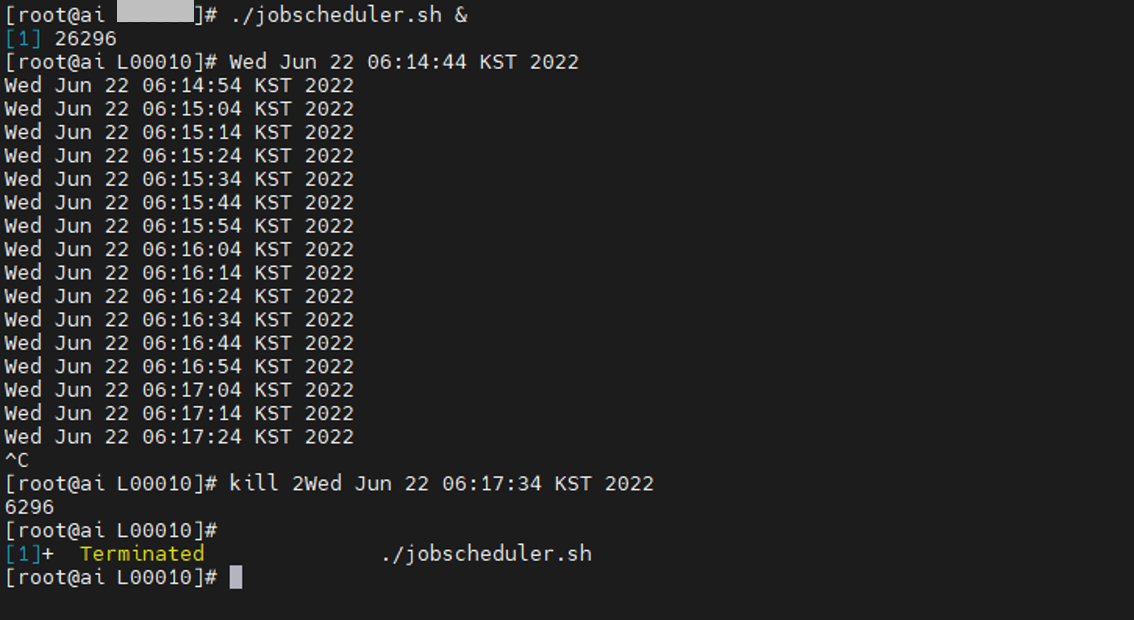 [root@ai ]# ./jobscheduler.sh &
[1] 26296
[root@ai L00010]# Wed Jun 22 06:14:44 KST 2022
Wed Jun 22 06:14:54 KST 2022
Wed Jun 22 06:15:04 KST 2022
Wed Jun 22 06:15:14 KST 2022
Wed Jun 22 06:15:24 KST 2022
Wed Jun 22 06:15:34 KST 2022
Wed Jun 22 06:15:44 KST 2022
Wed Jun 22 06:15:54 KST 2022
Wed Jun 22 06:16:04 KST 2022
Wed Jun 22 06:16:14 KST 2022
Wed Jun 22 06:16:24 KST 2022
Wed Jun 22 06:16:34 KST 2022
Wed Jun 22 06:16:44 KST 2022
Wed Jun 22 06:16:54 KST 2022
Wed Jun 22 06:17:04 KST 2022
Wed Jun 22 06:17:14 KST 2022
Wed Jun 22 06:17:24 KST 2022
^C
[root@ai L00010]# kill 2Wed Jun 22 06:17:34 KST 2022
6296
[root@ai L00010]#
[1]+  Terminated              ./jobscheduler.sh
[root@ai L00010]#